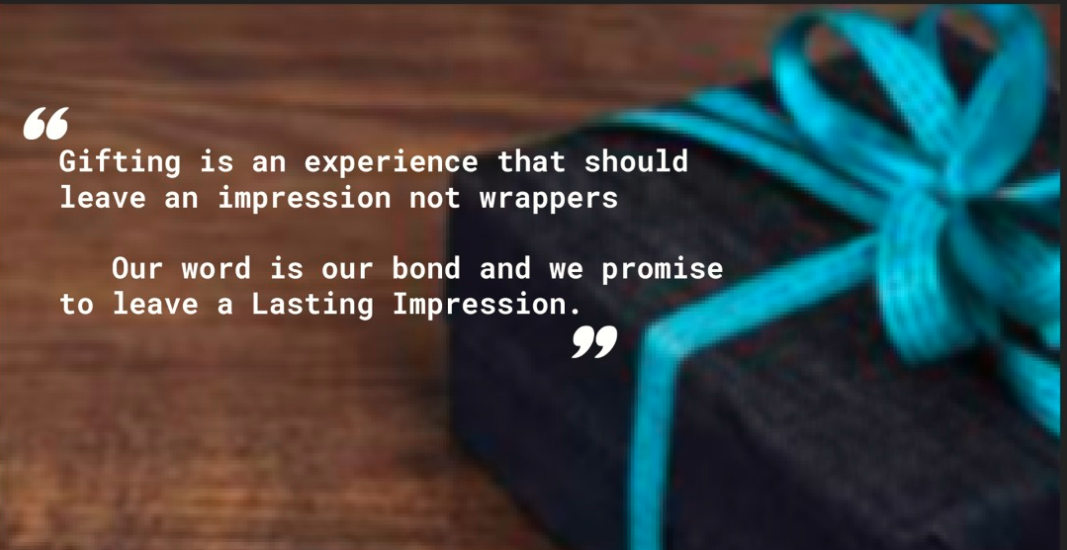 “
Gifting is an experience that should
leave an impression not wrappers
Our word is our bond and we promise
to leave a Lasting Impression.
”